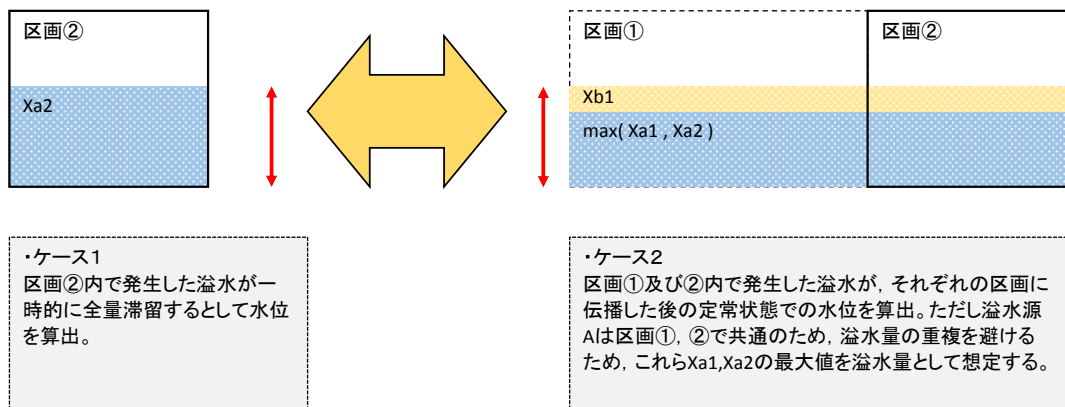 区画②
Xa2
区画①
区画②
Xb1
max( Xa1 , Xa2 )
・ケース1
区画②内で発生した溢水が一
時的に全量滞留するとして水位
を算出。
・ケース2
区画①及び②内で発生した溢水が，それぞれの区画に
伝播した後の定常状態での水位を算出。ただし溢水源
Aは区画①，②で共通のため，溢水量の重複を避ける
ため，これらXa1,Xa2の最大値を溢水量として想定する。